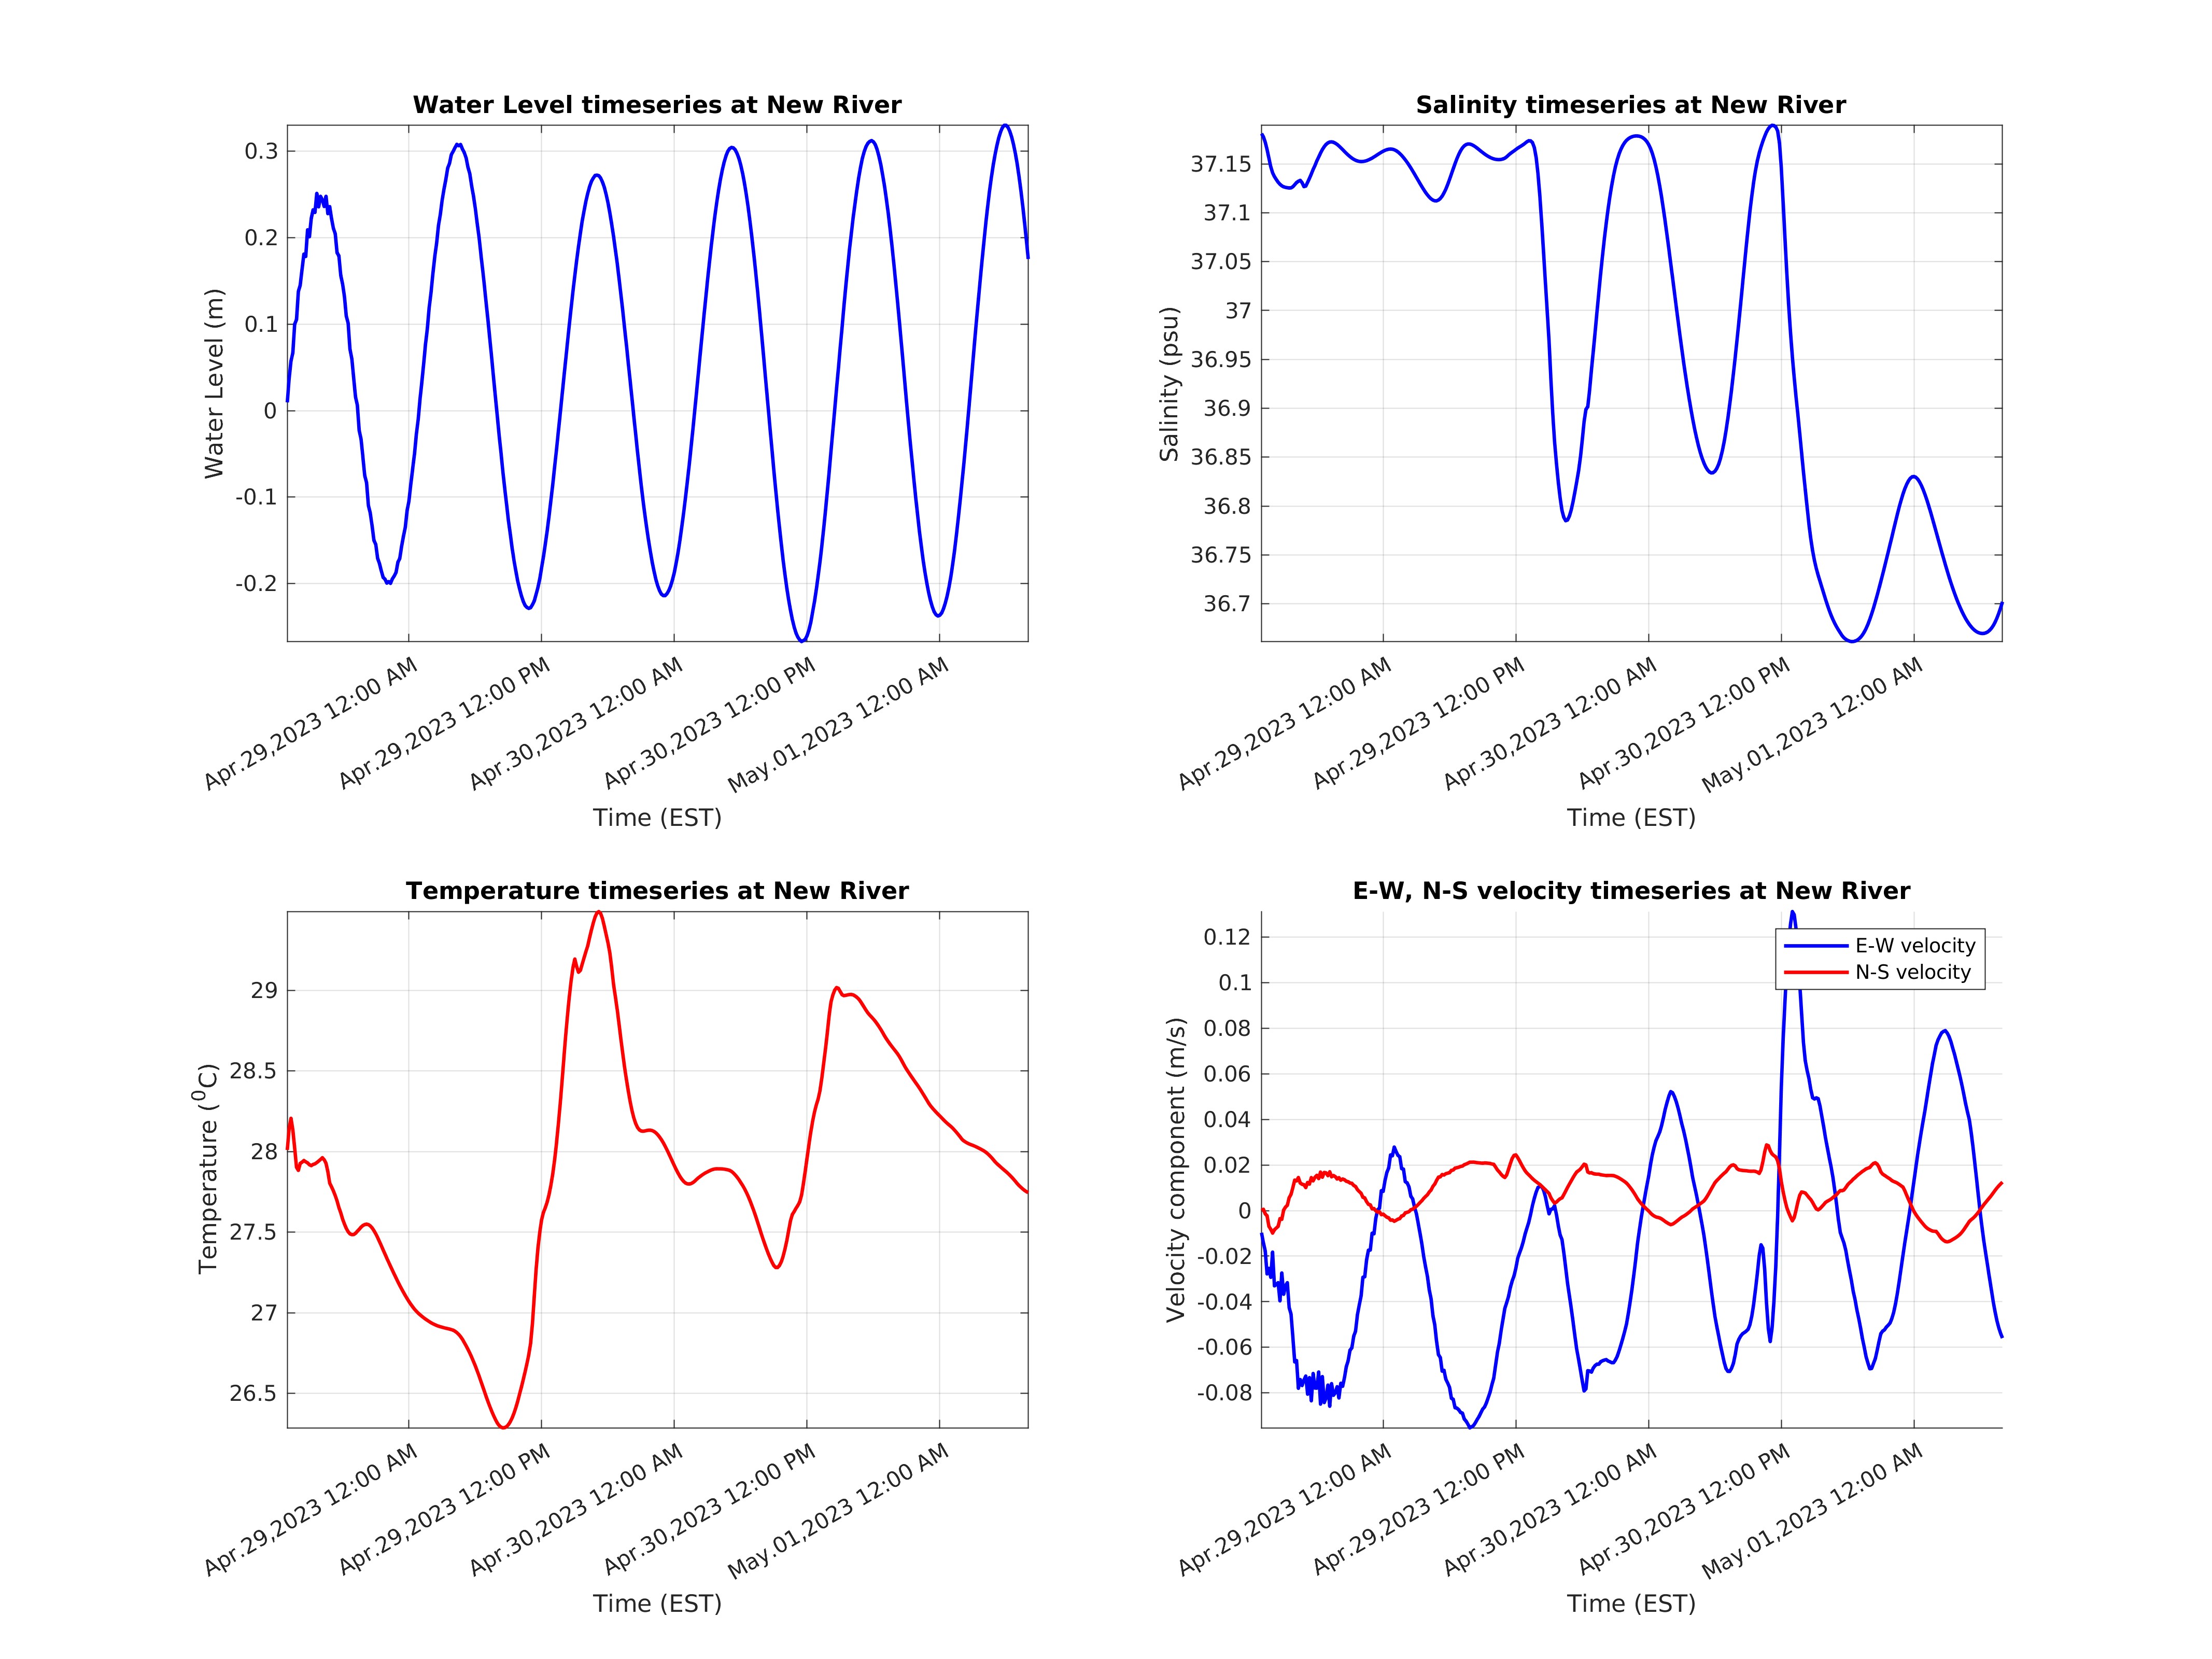 Water Level timeseries at New River
Water Level (m)
0.3
0.2
0.1
0
-0.1
-0.2
Apr.29,2023 12:00 AM
Apr.29,2023 12:00 PM
Apr.30,2023 12:00 AM
Apr.30,2023 12:00 PM
May.01,2023 12:00 AM
Time (EST)
Salinity timeseries at New River
Salinity (psu)
37.15
37.1
37.05
37
36.95
36.9
36.85
36.8
36.75
36.7
Apr.29,2023 12:00 AM
Apr.29,2023 12:00 PM
Apr.30,2023 12:00 AM
Apr.30,2023 12:00 PM
May.01,2023 12:00 AM
Time (EST)
Temperature timeseries at New River
Temperature (⁰C)
29
28.5
28
27.5
27
26.5
Apr.29,2023 12:00 AM
Apr.29,2023 12:00 PM
Apr.30,2023 12:00 AM
Apr.30,2023 12:00 PM
May.01,2023 12:00 AM
Time (EST)
E-W, N-S velocity timeseries at New River
Velocity component (m/s)
0.12
0.1
0.08
0.06
0.04
0.02
0
-0.02
-0.04
-0.06
-0.08
E-W velocity
N-S velocity
Apr.29,2023 12:00 AM
Apr.29,2023 12:00 PM
Apr.30,2023 12:00 AM
Apr.30,2023 12:00 PM
May.01,2023 12:00 AM
Time (EST)